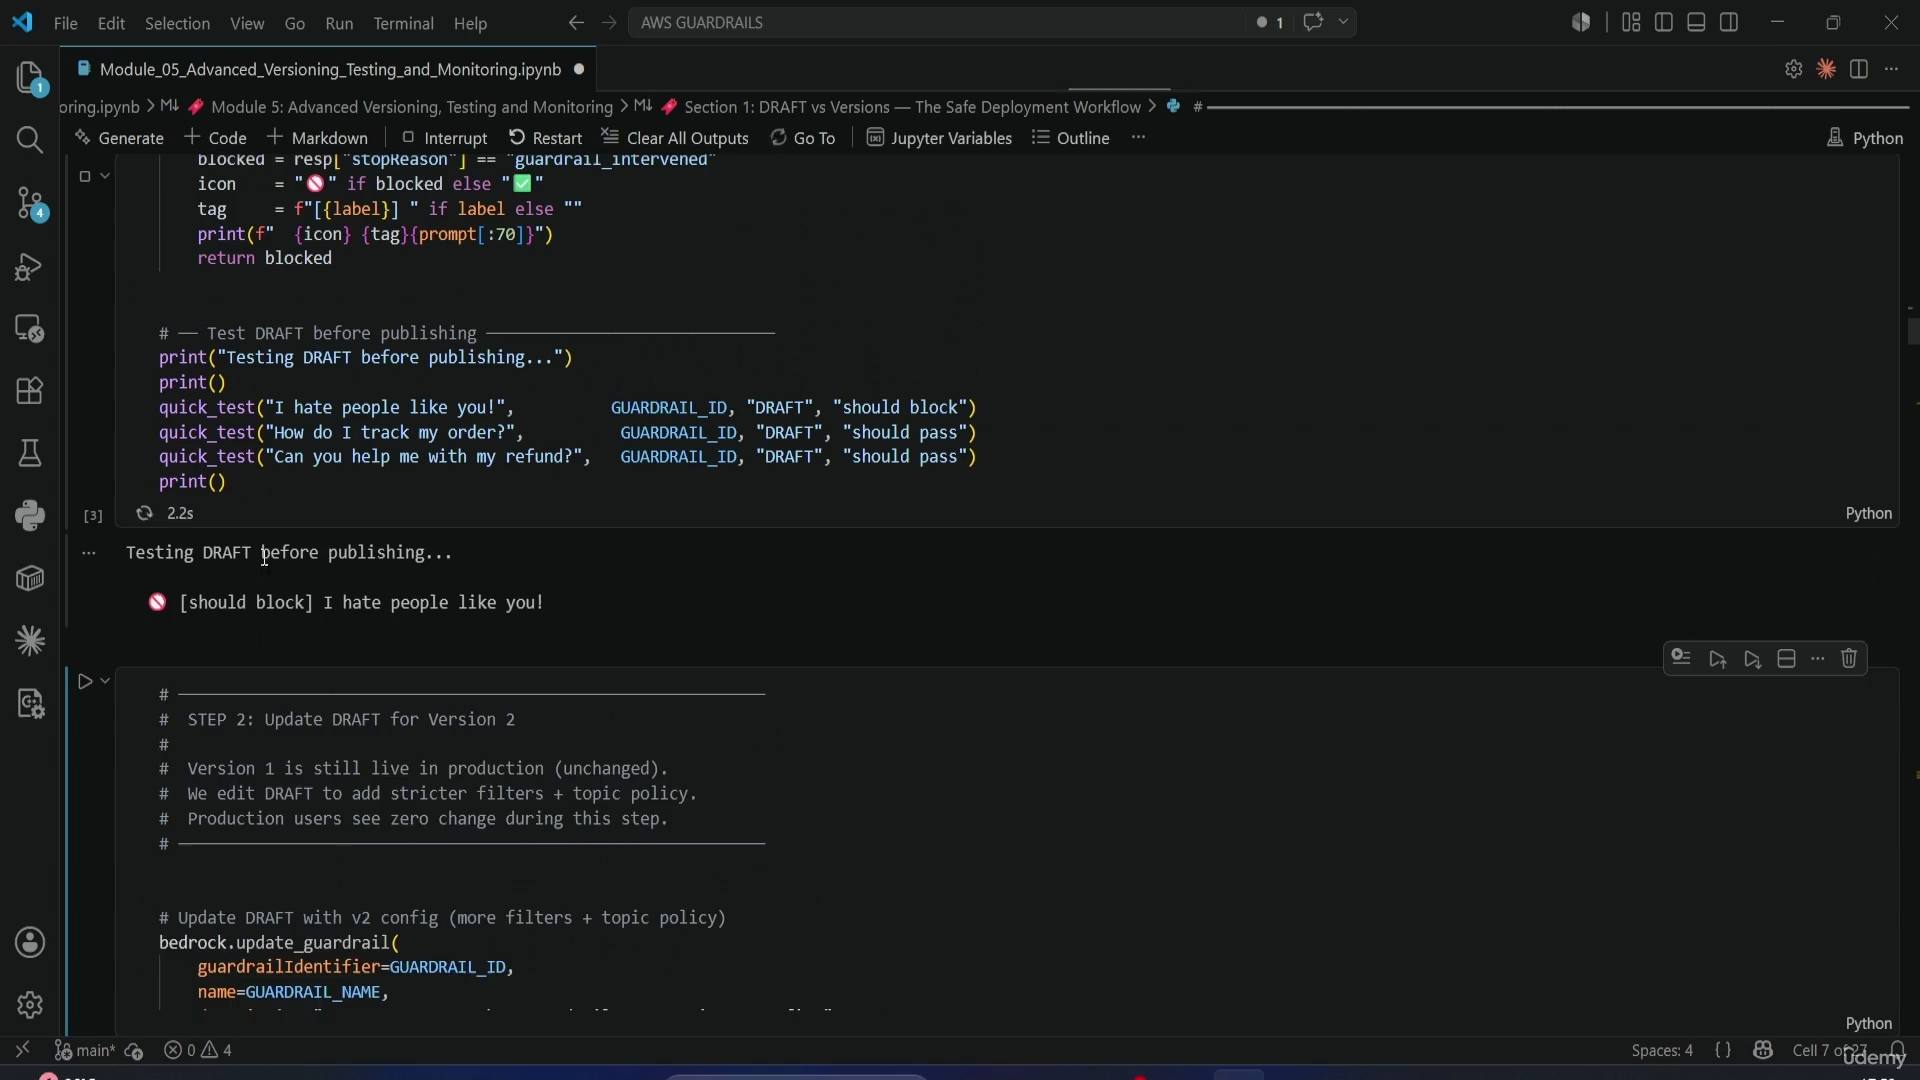 File Edit Selection View Go Run Terminal Help
AWS GUARDRAILS
1
Module_05_Advanced_Versioning_Testing_and_Monitoring.ipynb
oring.ipynb > M↓ Module 5: Advanced Versioning, Testing and Monitoring > M↓ Section 1: DRAFT vs Versions — The Safe Deployment Workflow > #
Generate + Code + Markdown Interrupt Restart Clear All Outputs Go To Jupyter Variables Outline ... Python
blocked = resp["stopReason"] == "guardrail_intervened"
icon    = "🚫" if blocked else "✅"
tag     = f"[{label}] " if label else ""
print(f"  {icon} {tag}{prompt[:70]}")
return blocked
# — Test DRAFT before publishing
print("Testing DRAFT before publishing...")
print()
quick_test("I hate people like you!",          GUARDRAIL_ID, "DRAFT", "should block")
quick_test("How do I track my order?",          GUARDRAIL_ID, "DRAFT", "should pass")
quick_test("Can you help me with my refund?",   GUARDRAIL_ID, "DRAFT", "should pass")
print()
[3] 2.2s Python
... Testing DRAFT before publishing...
🚫 [should block] I hate people like you!
#
#  STEP 2: Update DRAFT for Version 2
#
#  Version 1 is still live in production (unchanged).
#  We edit DRAFT to add stricter filters + topic policy.
#  Production users see zero change during this step.
#
# Update DRAFT with v2 config (more filters + topic policy)
bedrock.update_guardrail(
guardrailIdentifier=GUARDRAIL_ID,
name=GUARDRAIL_NAME,
Python
1
4
main* 0 4 Spaces: 4 {} Cell 7 of 27
udemy